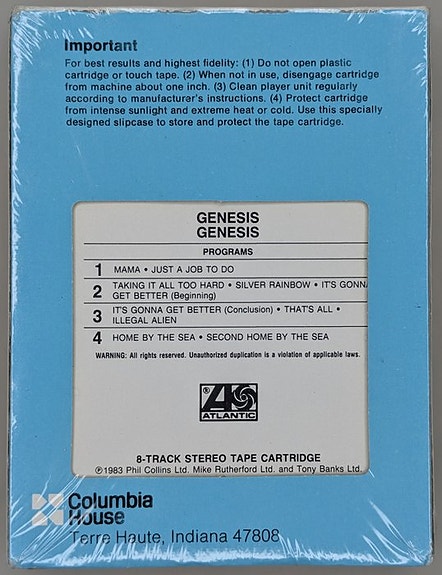 Important
For best results and highest fidelity: (1) Do not open plastic
cartridge or touch tape. (2) When not in use, disengage cartridge
from machine about one inch. (3) Clean player unit regularly
according to manufacturer's instructions. (4) Protect cartridge
from intense sunlight and extreme heat or cold. Use this specially
designed slipcase to store and protect the tape cartridge.
GENESIS
GENESIS
PROGRAMS
1 MAMA • JUST A JOB TO DO
2 TAKING IT ALL TOO HARD • SILVER RAINBOW • IT'S GONNA
GET BETTER (Beginning)
3 IT'S GONNA GET BETTER (Conclusion) • THAT'S ALL •
ILLEGAL ALIEN
4 HOME BY THE SEA • SECOND HOME BY THE SEA
WARNING: All rights reserved. Unauthorized duplication is a violation of applicable laws.
®
ATLANTIC
8-TRACK STEREO TAPE CARTRIDGE
℗1983 Phil Collins Ltd. Mike Rutherford Ltd. and Tony Banks Ltd.
Columbia
House
Terre Haute, Indiana 47808